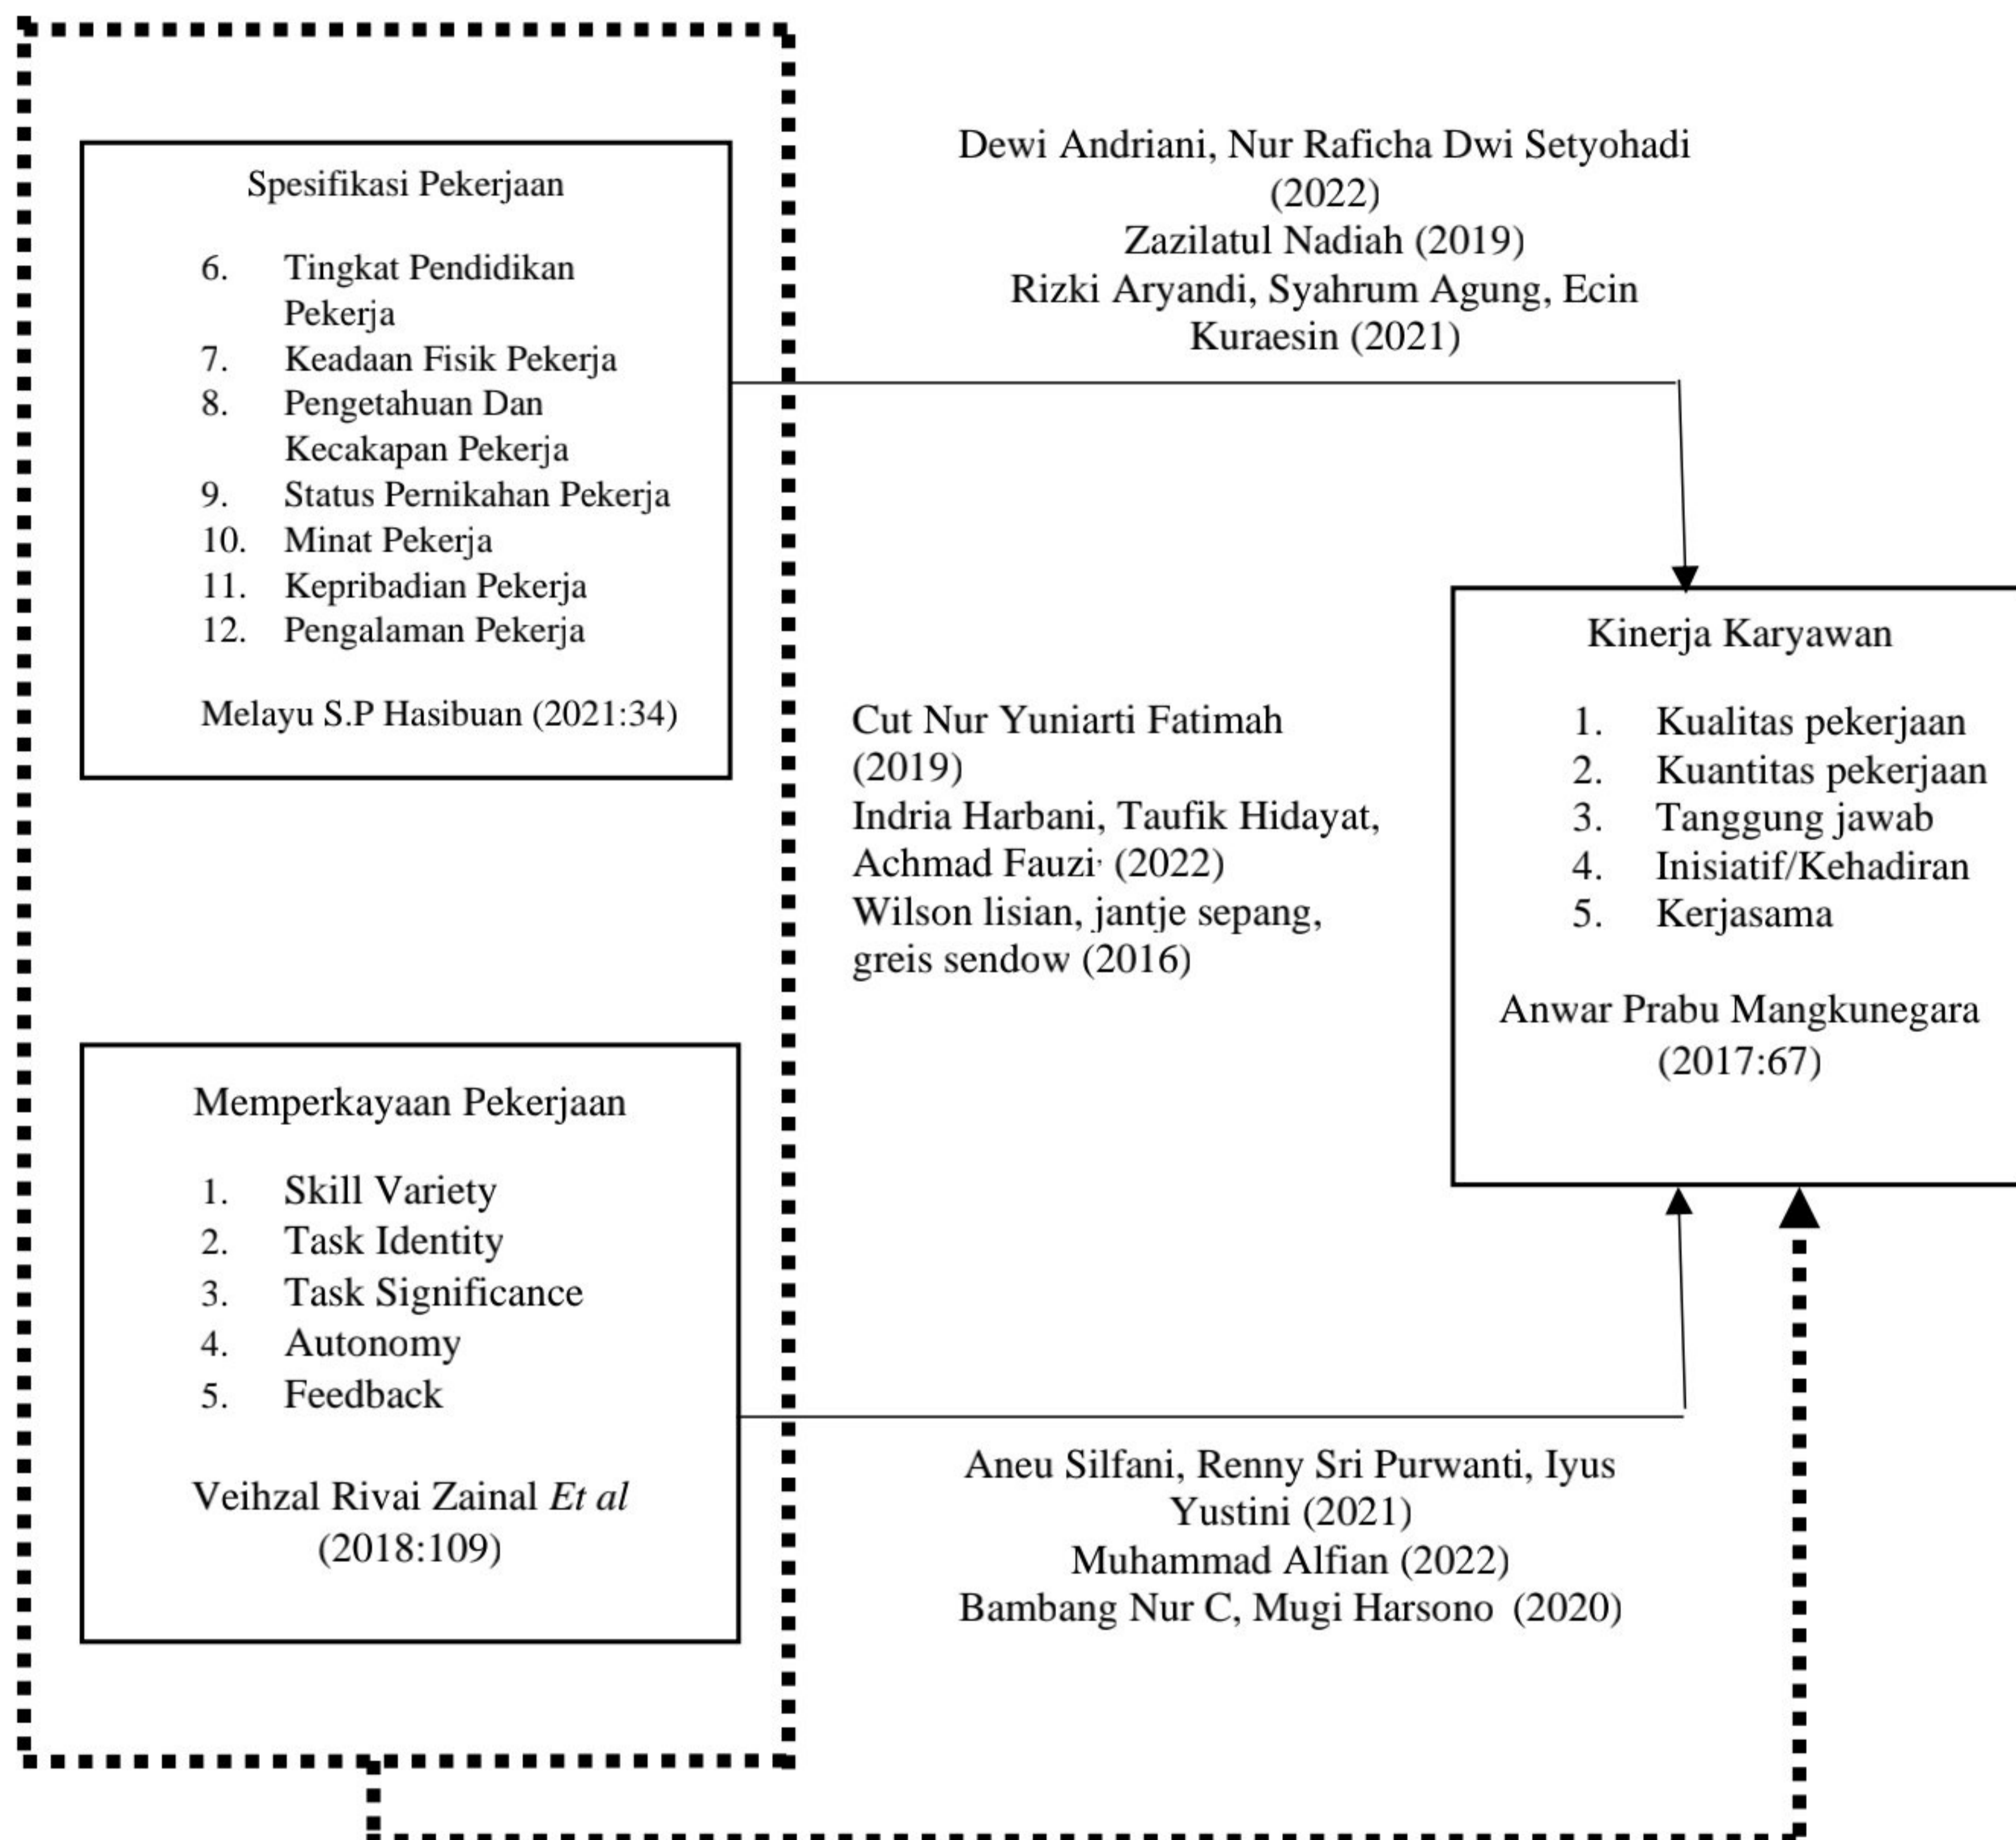 Spesifikasi Pekerjaan
6. Tingkat Pendidikan
Pekerja
7. Keadaan Fisik Pekerja
8. Pengetahuan Dan
Kecakapan Pekerja
9. Status Pernikahan Pekerja
10. Minat Pekerja
11. Kepribadian Pekerja
12. Pengalaman Pekerja
Melayu S.P Hasibuan (2021:34)
Dewi Andriani, Nur Raficha Dwi Setyohadi
(2022)
Zazilatul Nadiah (2019)
Rizki Aryandi, Syahrum Agung, Ecin
Kuraesin (2021)
Cut Nur Yuniarti Fatimah
(2019)
Indria Harbani, Taufik Hidayat,
Achmad Fauzi, (2022)
Wilson lisian, jantje sepang,
greis sendow (2016)
Kinerja Karyawan
1. Kualitas pekerjaan
2. Kuantitas pekerjaan
3. Tanggung jawab
4. Inisiatif/Kehadiran
5. Kerjasama
Anwar Prabu Mangkunegara
(2017:67)
Memperkayaan Pekerjaan
1. Skill Variety
2. Task Identity
3. Task Significance
4. Autonomy
5. Feedback
Veihzal Rivai Zainal Et al
(2018:109)
Aneu Silfani, Renny Sri Purwanti, Iyus
Yustini (2021)
Muhammad Alfian (2022)
Bambang Nur C, Mugi Harsono (2020)